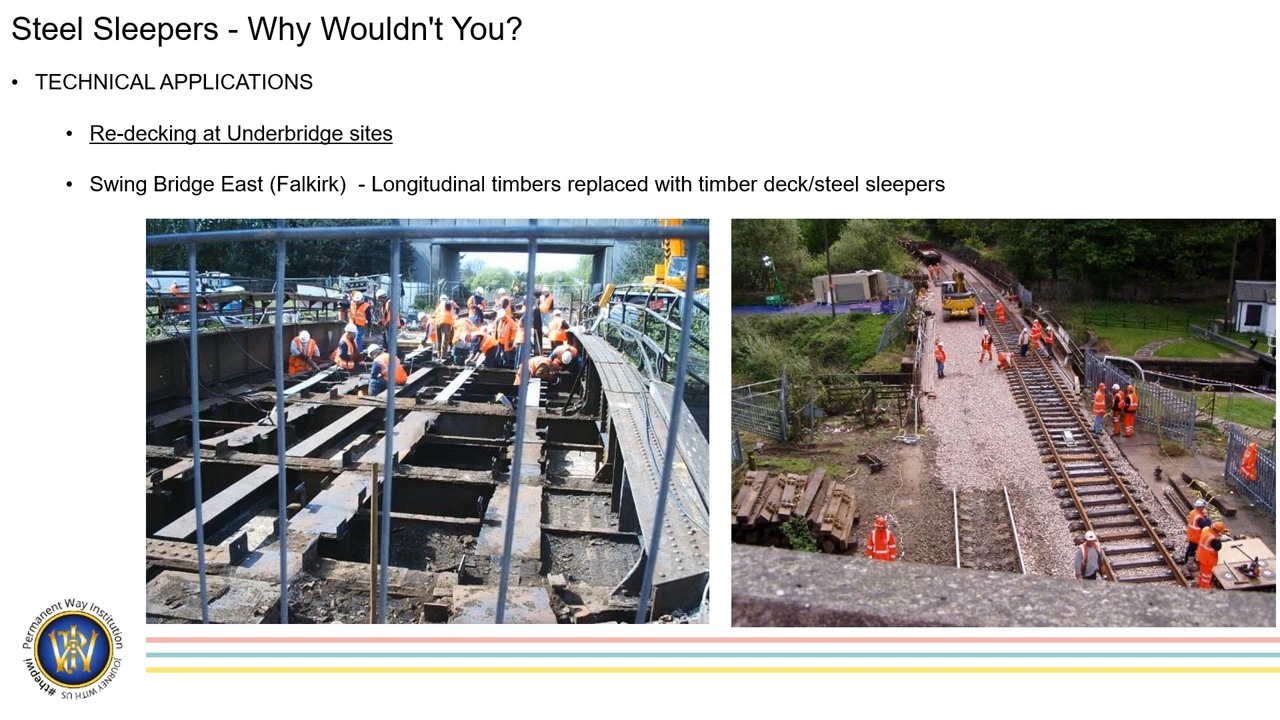 Steel Sleepers - Why Wouldn't You?
• TECHNICAL APPLICATIONS
• Re-decking at Underbridge sites
• Swing Bridge East (Falkirk)  - Longitudinal timbers replaced with timber deck/steel sleepers
Permanent Way Institution
#thepwi
JOURNEY WITH US
PWI